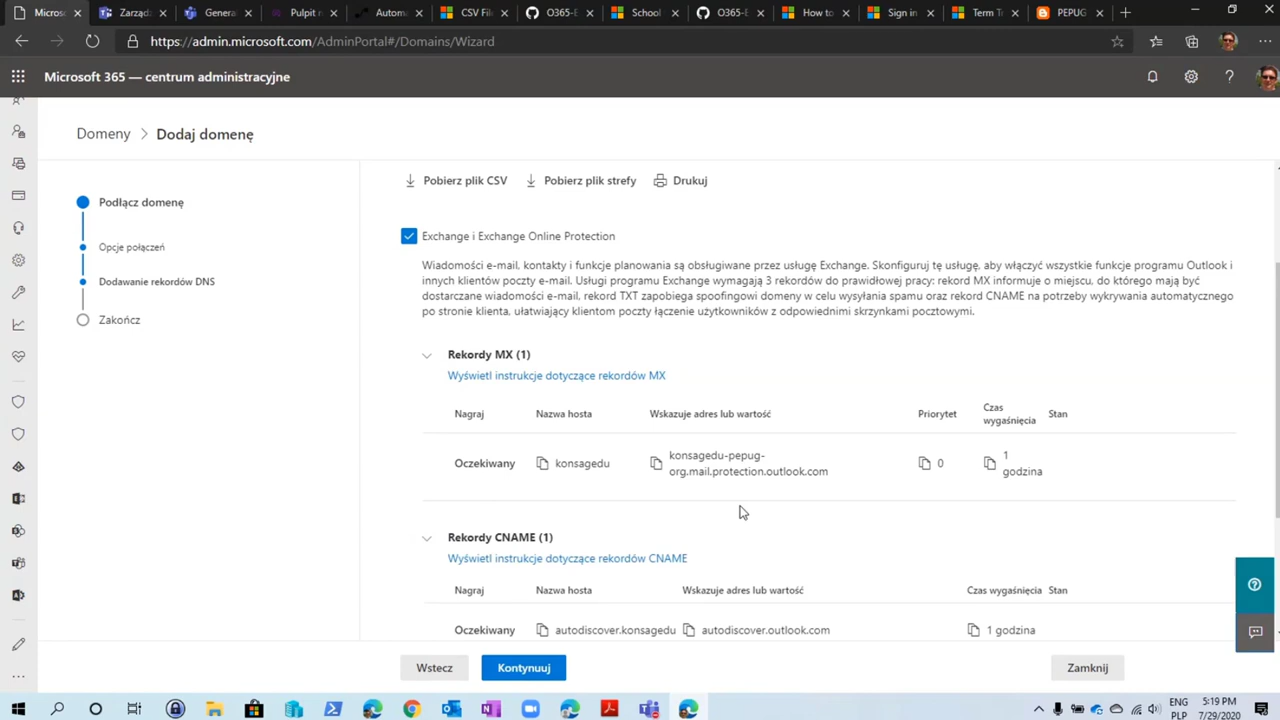 Microso
Zarządz
Genera
Pulpit n
Autom
CSV File
O365-E
School
O365-E
How to
Sign in
Term Tr
PEPUG
https://admin.microsoft.com/AdminPortal#/Domains/Wizard
Microsoft 365 — centrum administracyjne
Domeny > Dodaj domenę
Podłącz domenę
Opcje połączeń
Dodawanie rekordów DNS
Zakończ
Pobierz plik CSV
Pobierz plik strefy
Drukuj
Exchange i Exchange Online Protection
Wiadomości e-mail, kontakty i funkcje planowania są obsługiwane przez usługę Exchange. Skonfiguruj tę usługę, aby włączyć wszystkie funkcje programu Outlook i
innych klientów poczty e-mail. Usługi programu Exchange wymagają 3 rekordów do prawidłowej pracy: rekord MX informuje o miejscu, do którego mają być
dostarczane wiadomości e-mail, rekord TXT zapobiega spoofingowi domeny w celu wysyłania spamu oraz rekord CNAME na potrzeby wykrywania automatycznego
po stronie klienta, ułatwiający klientom poczty łączenie użytkowników z odpowiednimi skrzynkami pocztowymi.
Rekordy MX (1)
Wyświetl instrukcje dotyczące rekordów MX
Nagraj
Nazwa hosta
Wskazuje adres lub wartość
Priorytet
Czas
wygaśnięcia
Stan
Oczekiwany
konsagedu
konsagedu-pepug-
org.mail.protection.outlook.com
0
1
godzina
Rekordy CNAME (1)
Wyświetl instrukcje dotyczące rekordów CNAME
Nagraj
Nazwa hosta
Wskazuje adres lub wartość
Czas wygaśnięcia
Stan
Oczekiwany
autodiscover.konsagedu
autodiscover.outlook.com
1 godzina
Wstecz
Kontynuuj
Zamknij
ENG
PLP
5:19 PM
7/29/2020